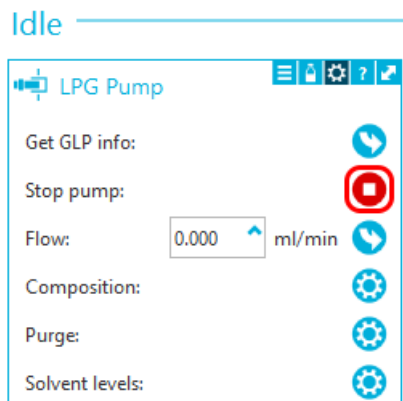 Idle
LPG Pump
?
Get GLP info:
Stop pump:
Flow: 0.000 ml/min
Composition:
Purge:
Solvent levels: